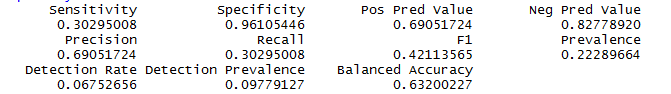 Sensitivity Specificity Pos Pred Value Neg Pred Value
0.30295008 0.96105446 0.69051724 0.82778920
Precision Recall F1 Prevalence
0.69051724 0.30295008 0.42113565 0.22289664
Detection Rate Detection Prevalence Balanced Accuracy
0.06752656 0.09779127 0.63200227